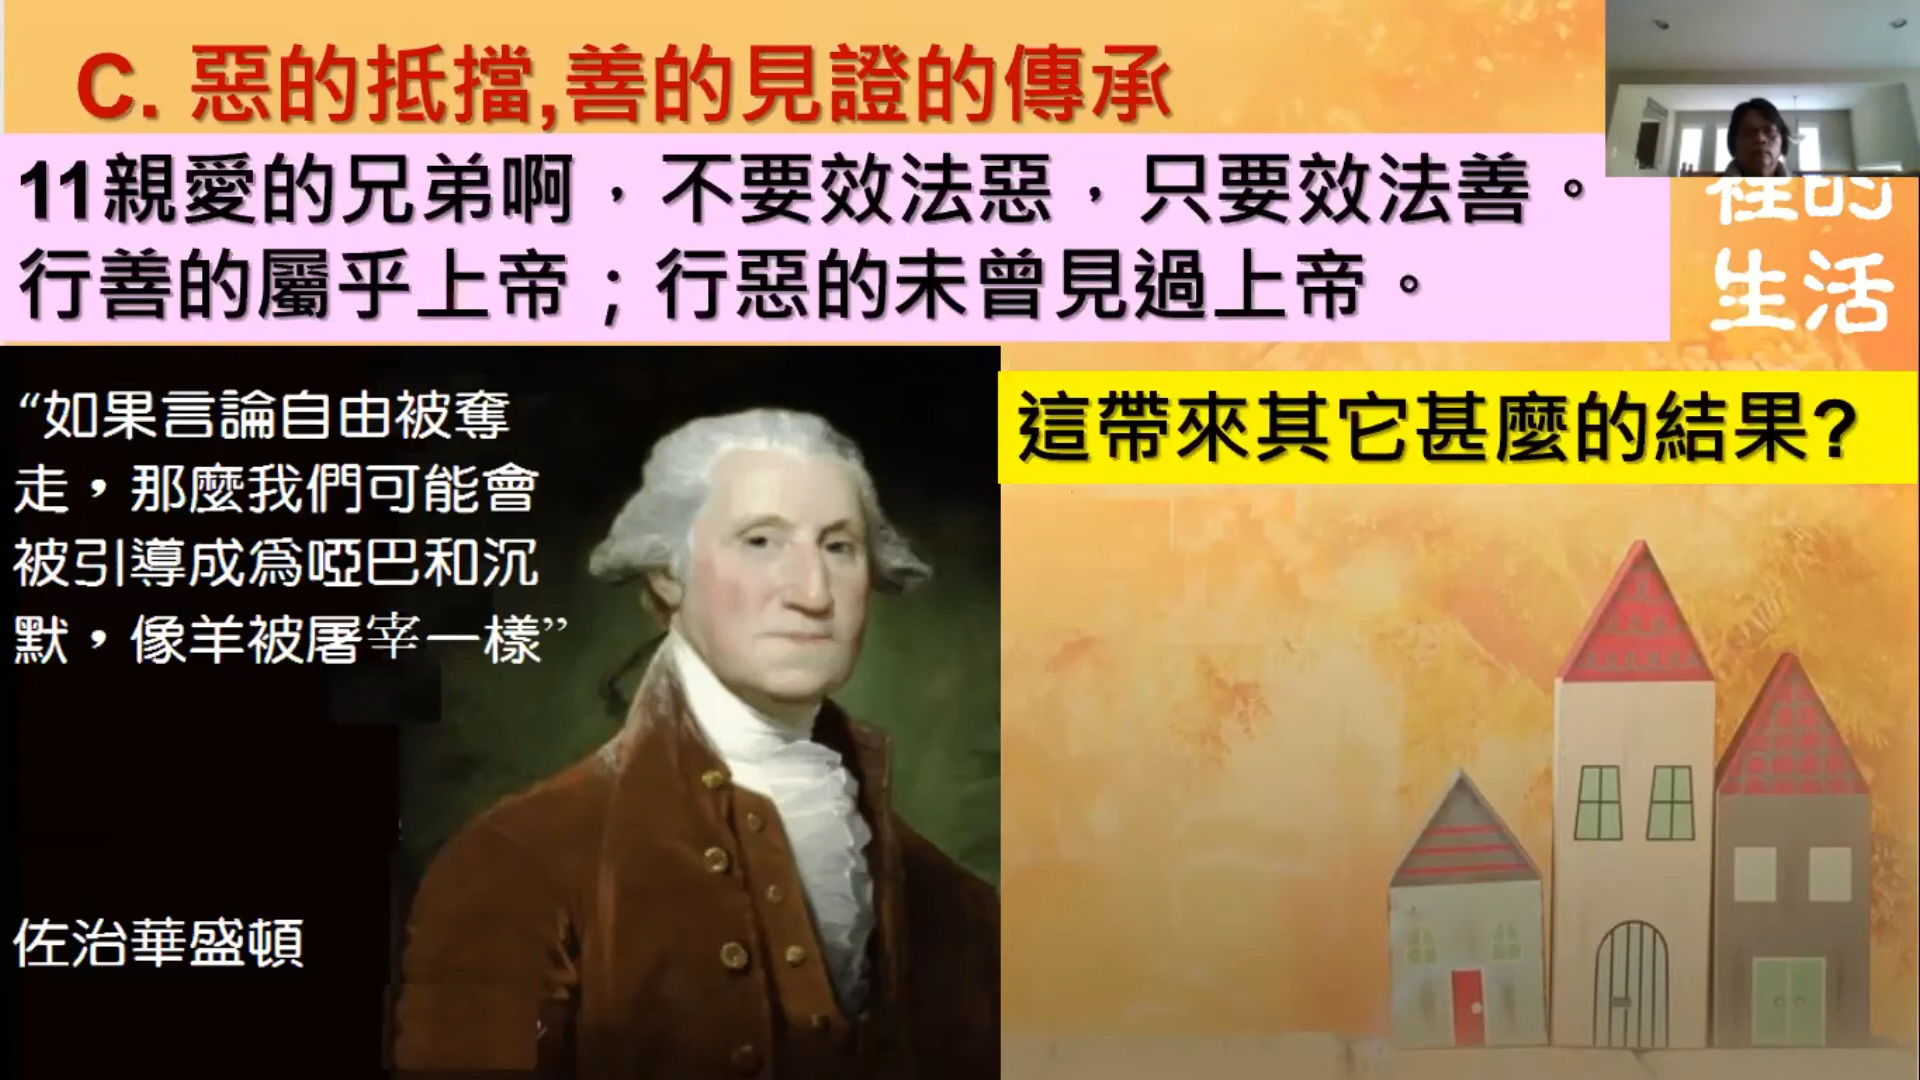 C. 惡的抵擋,善的見證的傳承
11親愛的兄弟啊，不要效法惡，只要效法善。
行善的屬乎上帝；行惡的未曾見過上帝。
裡的
生活
“如果言論自由被奪
走，那麼我們可能會
被引導成為啞巴和沉
默，像羊被屠宰一樣”
佐治華盛頓
這帶來其它甚麼的結果?